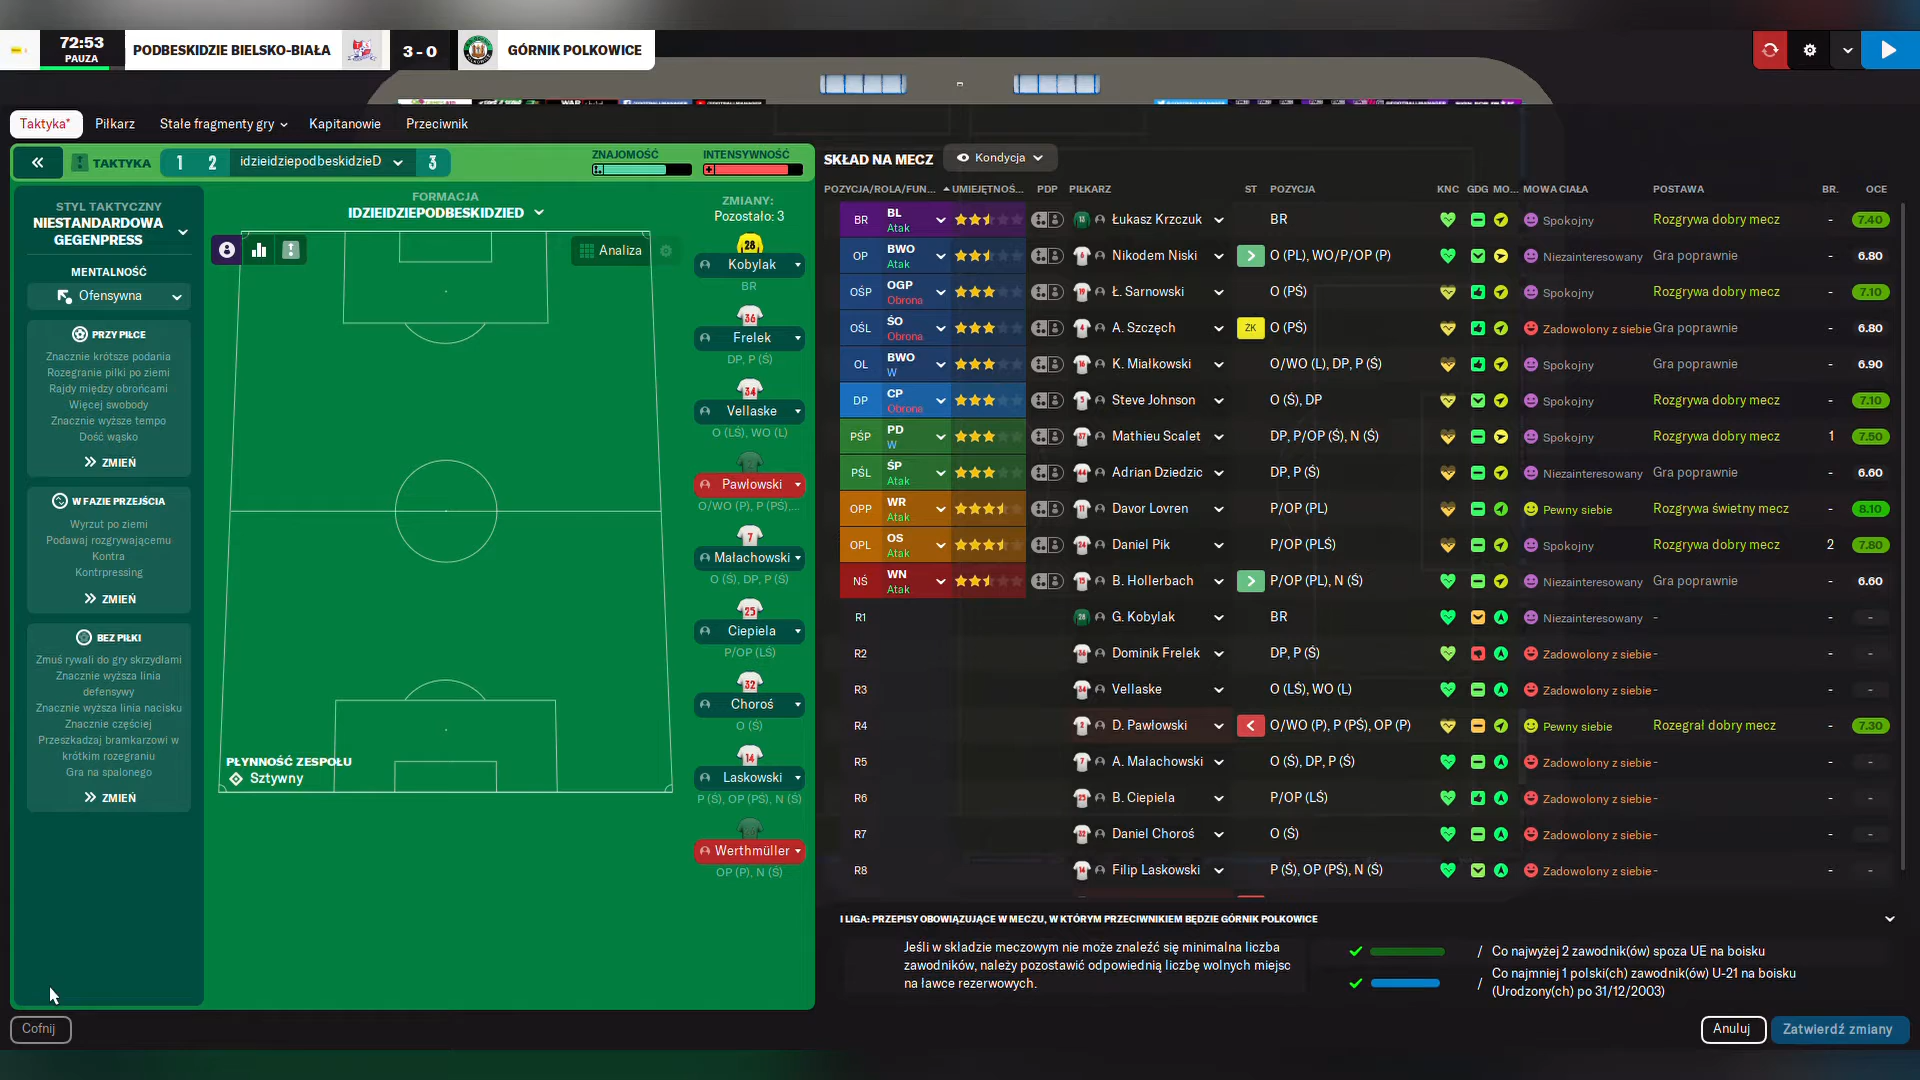 72:53
PAUZA
PODBESKIDZIE BIELSKO-BIAŁA
3 - 0
GÓRNIK POLKOWICE
Taktyka*
Piłkarz
Stałe fragmenty gry
Kapitanowie
Przeciwnik
TAKTYKA
1
2
idzieidziepodbeskidzieD
3
ZNAJOMOŚĆ
INTENSYWNOŚĆ
STYL TAKTYCZNY
NIESTANDARDOWA GEGENPRESS
MENTALNOŚĆ
Ofensywna
PRZY PIŁCE
Znacznie krótsze podania
Rozegranie piłki po ziemi
Rajdy między obrońcami
Więcej swobody
Znacznie wyższe tempo
Dość wąsko
ZMIEŃ
W FAZIE PRZEJŚCIA
Wyrzut po ziemi
Podawaj rozgrywającemu
Kontra
Kontrpressing
ZMIEŃ
BEZ PIŁKI
Zmuś rywali do gry skrzydłami
Znacznie wyższa linia
defensywy
Znacznie wyższa linia nacisku
Znacznie częściej
Przeszkadzaj bramkarzowi w
krótkim rozegraniu
Gra na spalonego
ZMIEŃ
FORMACJA
IDZIEIDZIEPODBESKIDZIED
Analiza
PŁYNNOŚĆ ZESPOŁU
Sztywny
ZMIANY:
Pozostało: 3
28
Kobylak
BR
36
Frelek
DP, P (Ś)
34
Vellaske
O (LŚ), WO (L)
Pawlowski
O/WO (P), P (PŚ),...
7
Małachowski
O (Ś), DP, P (Ś)
25
Ciepiela
P/OP (LŚ)
32
Choroś
O (Ś)
14
Laskowski
P (Ś), OP (PŚ), N (Ś)
Werthmüller
OP (P), N (Ś)
SKŁAD NA MECZ
Kondycja
POZYCJA/ROLA/FUN... UMIEJĘTNOŚ... PDP PIŁKARZ ST POZYCJA KNC GDG MO... MOWA CIAŁA POSTAWA BR. OCE
BR BL Atak Łukasz Krzczuk BR Spokojny Rozgrywa dobry mecz - 7.40
OP BWO Atak Nikodem Niski O (PL), WO/P/OP (P) Niezainteresowany Gra poprawnie - 6.80
OŚP OGP Obrona Ł. Sarnowski O (PŚ) Spokojny Rozgrywa dobry mecz - 7.10
OŚL ŚO Obrona A. Szczęch ZK O (PŚ) Zadowolony z siebie Gra poprawnie - 6.80
OL BWO W K. Miałkowski O/WO (L), DP, P (Ś) Spokojny Gra poprawnie - 6.90
DP CP Obrona Steve Johnson O (Ś), DP Spokojny Rozgrywa dobry mecz - 7.10
PŚP PD W Mathieu Scalet DP, P/OP (Ś), N (Ś) Spokojny Rozgrywa dobry mecz 1 7.50
PŚL ŚP Atak Adrian Dziedzic DP, P (Ś) Niezainteresowany Gra poprawnie - 6.60
OPP WR Atak Davor Lovren P/OP (PL) Pewny siebie Rozgrywa świetny mecz - 8.10
OPL OS Atak Daniel Pik P/OP (PLŚ) Spokojny Rozgrywa dobry mecz 2 7.80
NŚ WN Atak B. Hollerbach P/OP (PL), N (Ś) Niezainteresowany Gra poprawnie - 6.60
R1 G. Kobylak BR Niezainteresowany - - -
R2 Dominik Frelek DP, P (Ś) Zadowolony z siebie - - -
R3 Vellaske O (LŚ), WO (L) Zadowolony z siebie - - -
R4 D. Pawłowski O/WO (P), P (PŚ), OP (P) Pewny siebie Rozegrał dobry mecz - 7.30
R5 A. Małachowski O (Ś), DP, P (Ś) Zadowolony z siebie - - -
R6 B. Ciepiela P/OP (LŚ) Zadowolony z siebie - - -
R7 Daniel Choroś O (Ś) Zadowolony z siebie - - -
R8 Filip Laskowski P (Ś), OP (PŚ), N (Ś) Zadowolony z siebie - - -
I LIGA: PRZEPISY OBOWIĄZUJĄCE W MECZU, W KTÓRYM PRZECIWNIKIEM BĘDZIE GÓRNIK POLKOWICE
Jeśli w składzie meczowym nie może znaleźć się minimalna liczba
zawodników, należy pozostawić odpowiednią liczbę wolnych miejsc
na ławce rezerwowych.
/ Co najwyżej 2 zawodnik(ów) spoza UE na boisku
/ Co najmniej 1 polski(ch) zawodnik(ów) U-21 na boisku
(Urodzony(ch) po 31/12/2003)
Cofnij
Anuluj
Zatwierdź zmiany